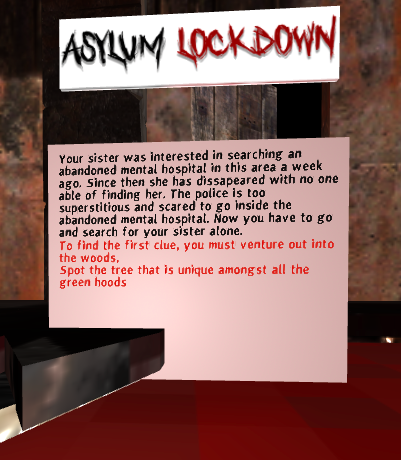 ASYLUM LOCKDOWN
Your sister was interested in searching an
abandoned mental hospital in this area a week
ago. Since then she has dissapeared with no one
able of finding her. The police is too
superstitious and scared to go inside the
abandoned mental hospital. Now you have to go
and search for your sister alone.
To find the first clue, you must venture out into
the woods,
Spot the tree that is unique amongst all the
green hoods